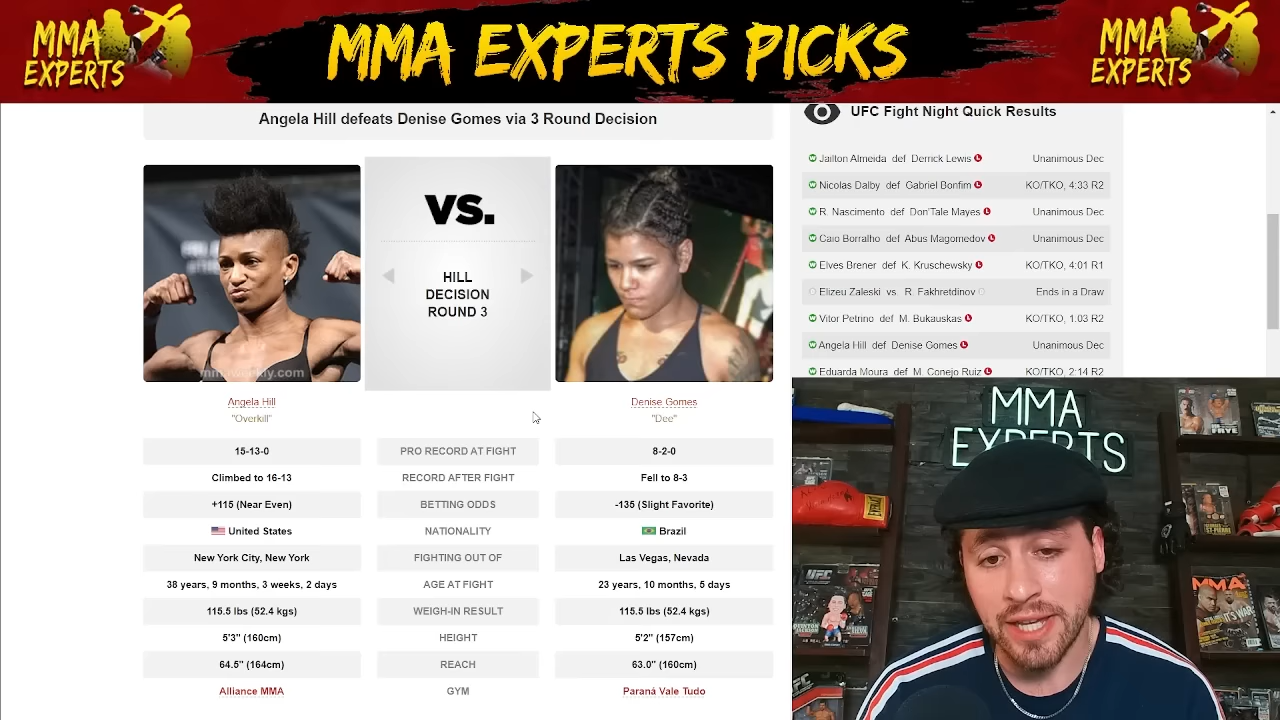 MMA EXPERTS
MMA EXPERTS PICKS
MMA EXPERTS
Angela Hill defeats Denise Gomes via 3 Round Decision
VS.
HILL
DECISION
ROUND 3
mmaweekly.com
Angela Hill
"Overkill"
Denise Gomes
"Dee"
15-13-0 PRO RECORD AT FIGHT 8-2-0
Climbed to 16-13 RECORD AFTER FIGHT Fell to 8-3
+115 (Near Even) BETTING ODDS -135 (Slight Favorite)
United States NATIONALITY Brazil
New York City, New York FIGHTING OUT OF Las Vegas, Nevada
38 years, 9 months, 3 weeks, 2 days AGE AT FIGHT 23 years, 10 months, 5 days
115.5 lbs (52.4 kgs) WEIGH-IN RESULT 115.5 lbs (52.4 kgs)
5'3" (160cm) HEIGHT 5'2" (157cm)
64.5" (164cm) REACH 63.0" (160cm)
Alliance MMA GYM Paraná Vale Tudo
UFC Fight Night Quick Results
W Jailton Almeida def Derrick Lewis L Unanimous Dec
W Nicolas Dalby def Gabriel Bonfim L KO/TKO, 4:33 R2
W R. Nascimento def Don'Tale Mayes L Unanimous Dec
W Caio Borralho def Abus Magomedov L Unanimous Dec
W Elves Brener def K. Kruschewsky L KO/TKO, 4:01 R1
Elizeu Zaleski vs. R. Fakhretdinov Ends in a Draw
W Vitor Petrino def M. Bukauskas L KO/TKO, 1:03 R2
W Angela Hill def Denise Gomes L Unanimous Dec
W Eduarda Moura def M. Conejo Ruiz L KO/TKO, 2:14 R2
MMA
EXPERTS
UFC
MMA
UFC